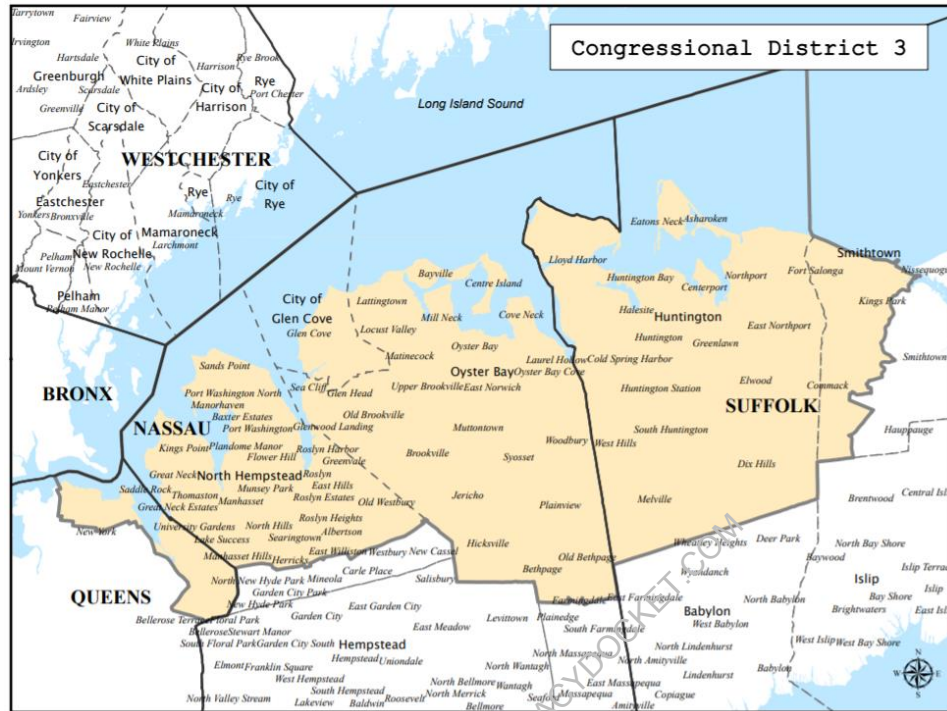 Congressional District 3
Tarrytown
Fairview
Irvington
White Plains
Hartsdale
City of
White Plains
Harrison
Rye Brook
Greenburgh
Ardsley
Scarsdale
City of
Harrison
Rye
Port Chester
Greenville
City of
Scarsdale
Long Island Sound
City of
Yonkers
WESTCHESTER
Eastchester
Eastchester
Yonkers
Bronxville
Rye
Rye
City of
Rye
Mamaroneck
City of
New Rochelle
Mamaroneck
Larchmont
Pelham
Mount Vernon
New Rochelle
Pelham
Pelham Manor
Eatons Neck
Asharoken
Lloyd Harbor
Smithtown
Bayville
Centre Island
Huntington Bay
Northport
Fort Salonga
Nissequogue
Centerport
City of
Glen Cove
Glen Cove
Lattingtown
Mill Neck
Cove Neck
Halesite
Huntington
Kings Park
Locust Valley
East Northport
Matinecock
Oyster Bay
Huntington
Greenlawn
Sands Point
Laurel Hollow
Cold Spring Harbor
Smithtown
Oyster Bay
Oyster Bay Cove
BRONX
Port Washington North
Sea Cliff
Glen Head
Upper Brookville
East Norwich
Huntington Station
Elwood
Commack
Manorhaven
Baxter Estates
Old Brookville
SUFFOLK
NASSAU
Port Washington
Glenwood Landing
Muttontown
South Huntington
Hauppauge
Kings Point
Plandome Manor
Roslyn Harbor
Woodbury
West Hills
Flower Hill
Greenvale
Brookville
Syosset
Dix Hills
Great Neck
North Hempstead
Roslyn
Saddle Rock
Thomaston
Munsey Park
East Hills
Jericho
Melville
Brentwood
Great Neck Estates
Manhasset
Roslyn Estates
Old Westbury
Plainview
New York
University Gardens
North Hills
Roslyn Heights
Lake Success
Searingtown
Albertson
Hicksville
Wheatley Heights
Deer Park
North Bay Shore
Manhasset Hills
Herricks
East Williston
Westbury
New Cassel
Old Bethpage
Baywood
Carle Place
Bethpage
Wyandanch
Islip
QUEENS
North New Hyde Park
Mineola
Salisbury
Garden City Park
Farmingdale
East Farmingdale
North Babylon
Bay Shore
Islip
New Hyde Park
East Garden City
Babylon
Brightwaters
Bellerose Terrace
Floral Park
Garden City
Levittown
Plainedge
West Babylon
Bellerose
Stewart Manor
East Meadow
South Farmingdale
South Floral Park
Garden City South
Hempstead
North Massapequa
North Lindenhurst
West Islip
West Bay Shore
Elmont
Franklin Square
Hempstead
Uniondale
North Wantagh
North Amityville
Babylon
West Hempstead
North Bellmore
Wantagh
East Massapequa
Lindenhurst
South Hempstead
North Merrick
Massapequa
Copiague
North Valley Stream
Lakeview
Baldwin
Roosevelt
Bellmore
Seaford
Amityville
N
W
E
S
CYDOCKET.COM